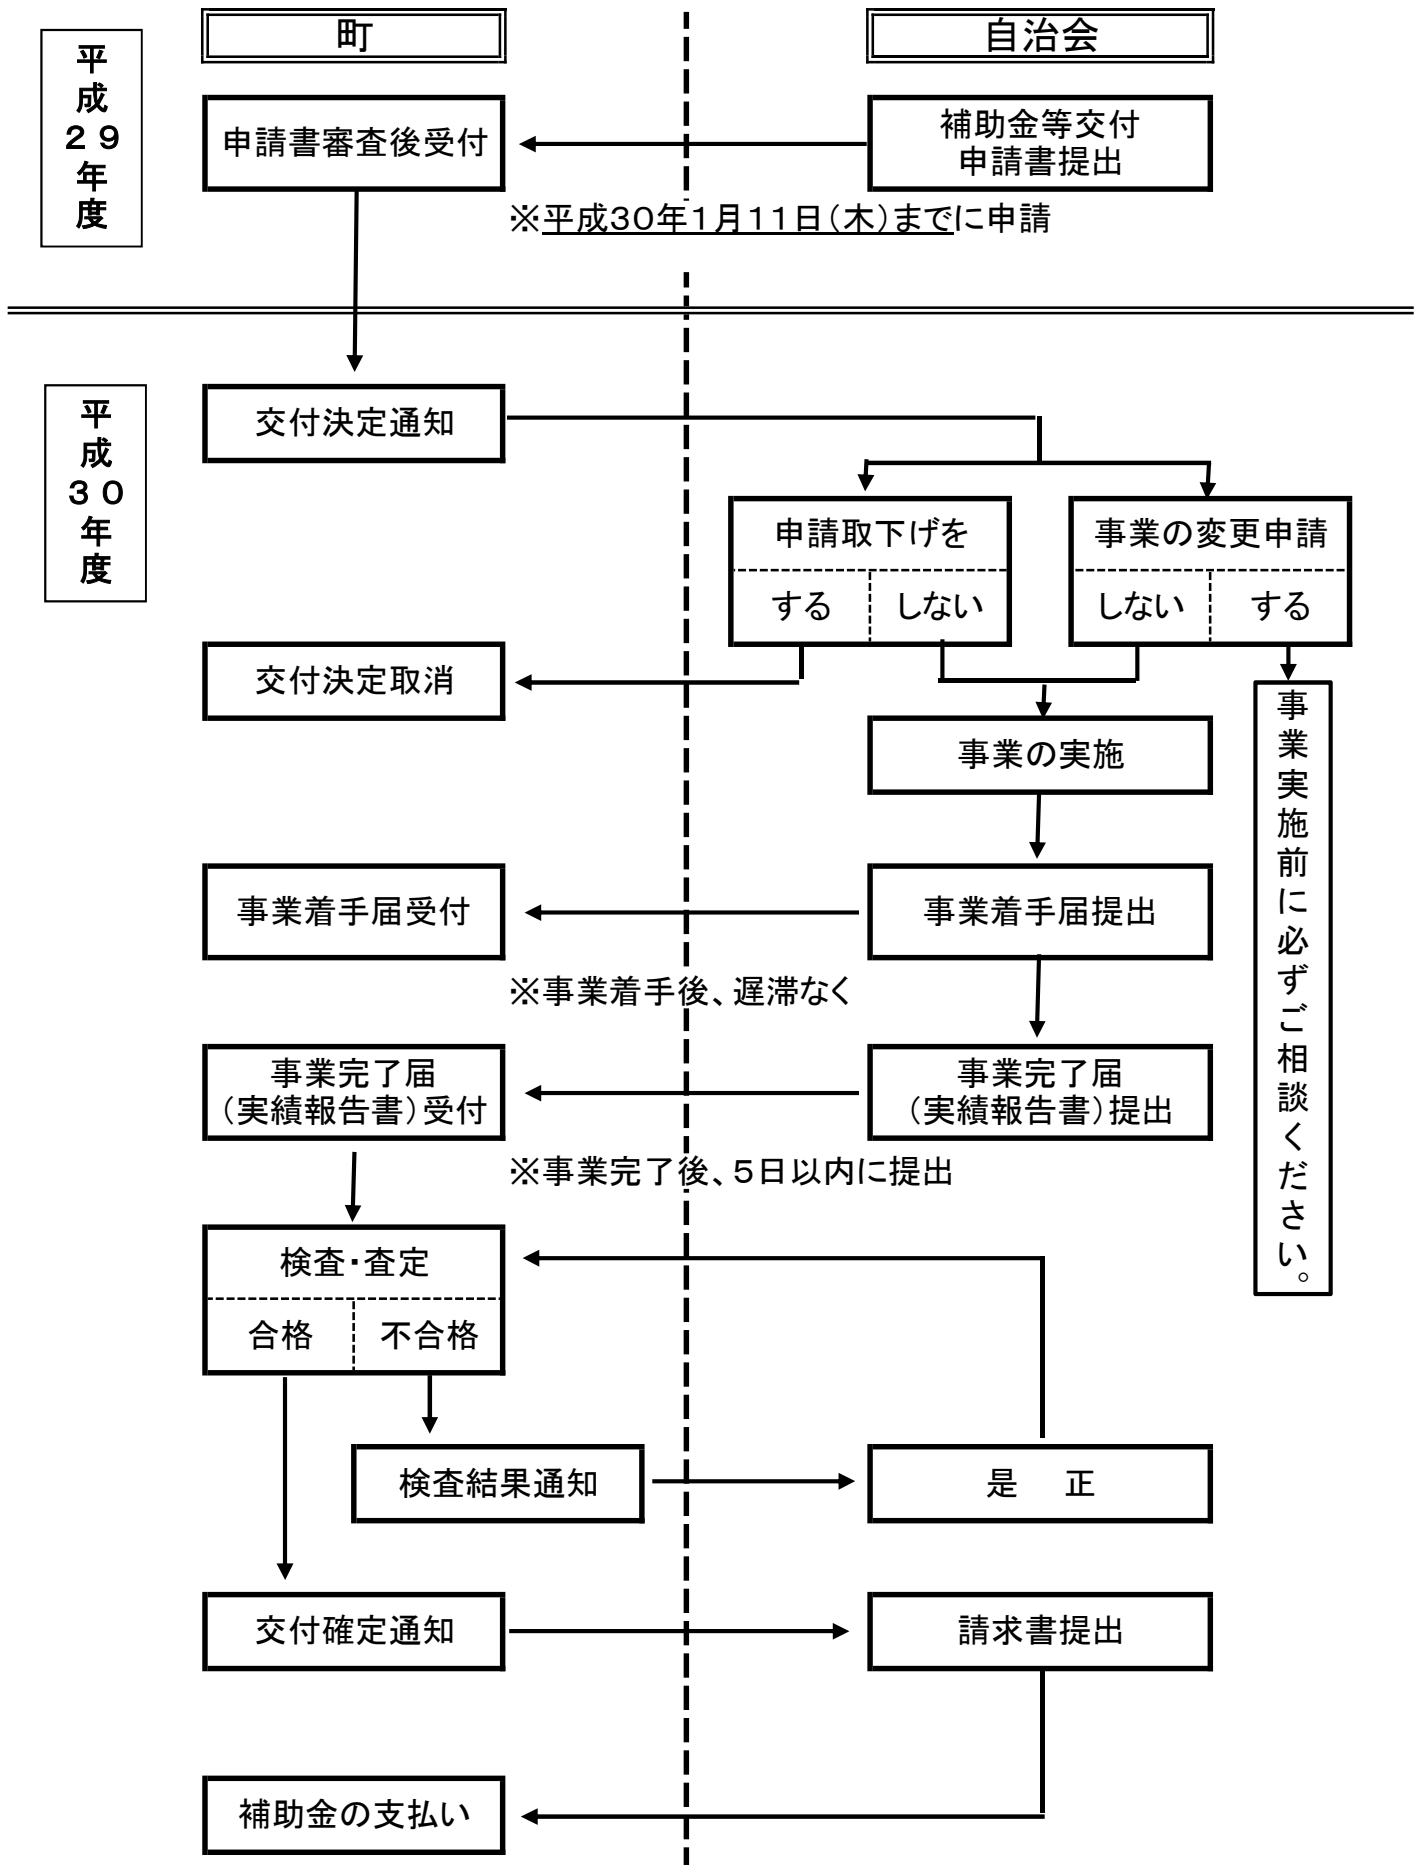 町
自治会
平成２９年度
申請書審査後受付
補助金等交付
申請書提出
※平成30年1月11日（木）までに申請
平成３０年度
交付決定通知
申請取下げを
する
しない
事業の変更申請
しない
する
交付決定取消
事業の実施
事業実施前に必ずご相談ください。
事業着手届受付
事業着手届提出
※事業着手後、遅滞なく
事業完了届
（実績報告書）受付
事業完了届
（実績報告書）提出
※事業完了後、5日以内に提出
検査・査定
合格
不合格
検査結果通知
是　正
交付確定通知
請求書提出
補助金の支払い